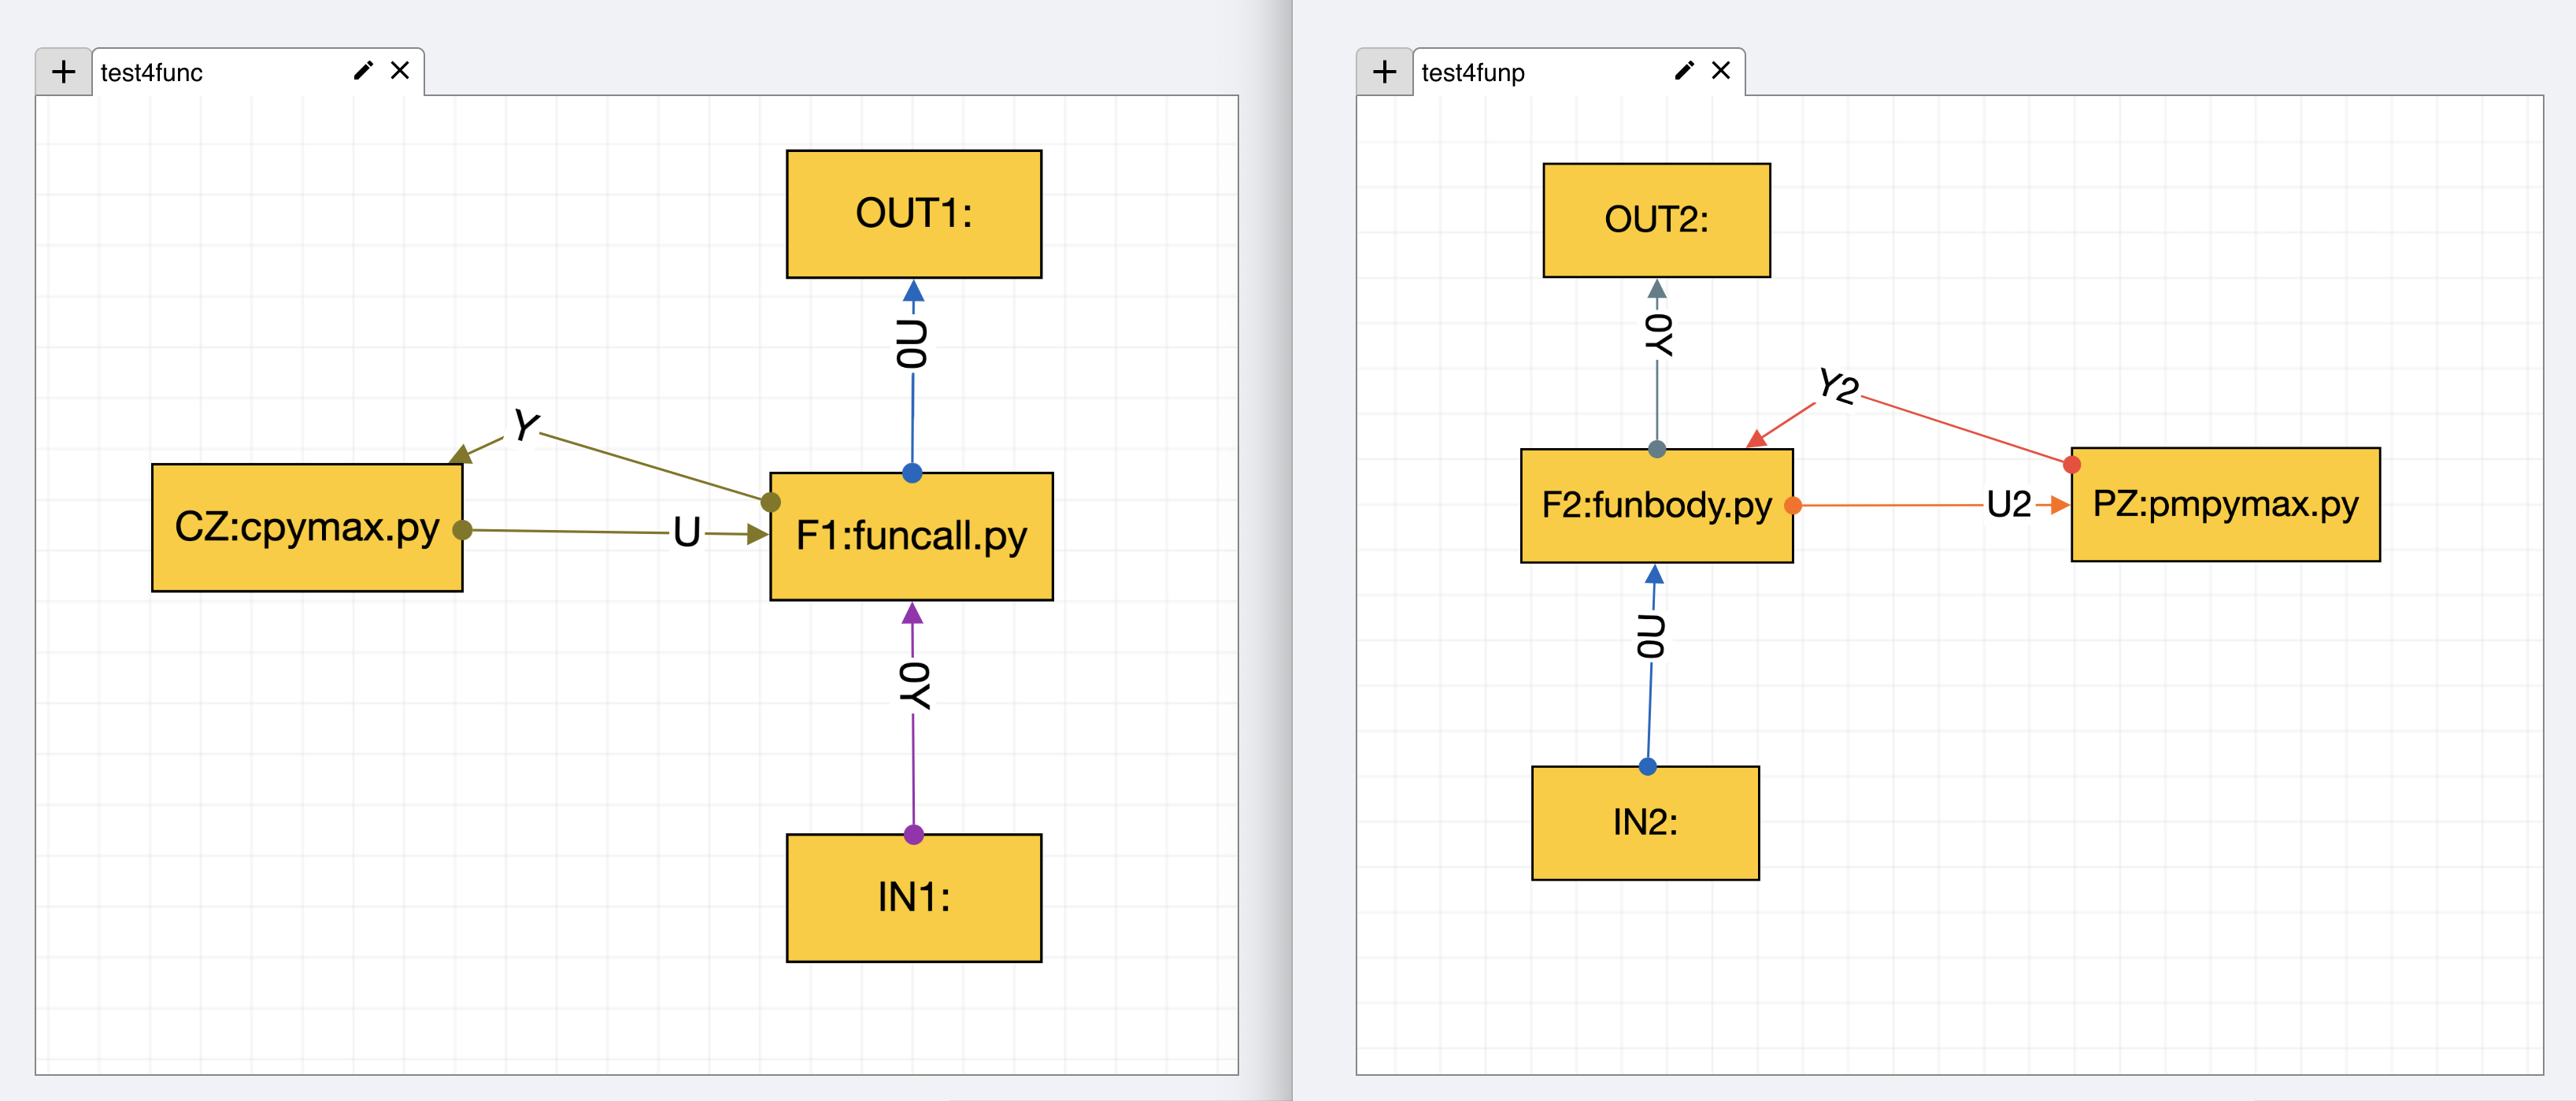 test4func
OUT1:
0U
Y
CZ:cpymax.py
U
F1:funcall.py
0Y
IN1:
test4funp
OUT2:
0Y
Y2
F2:funbody.py
U2
PZ:pmpymax.py
0U
IN2: